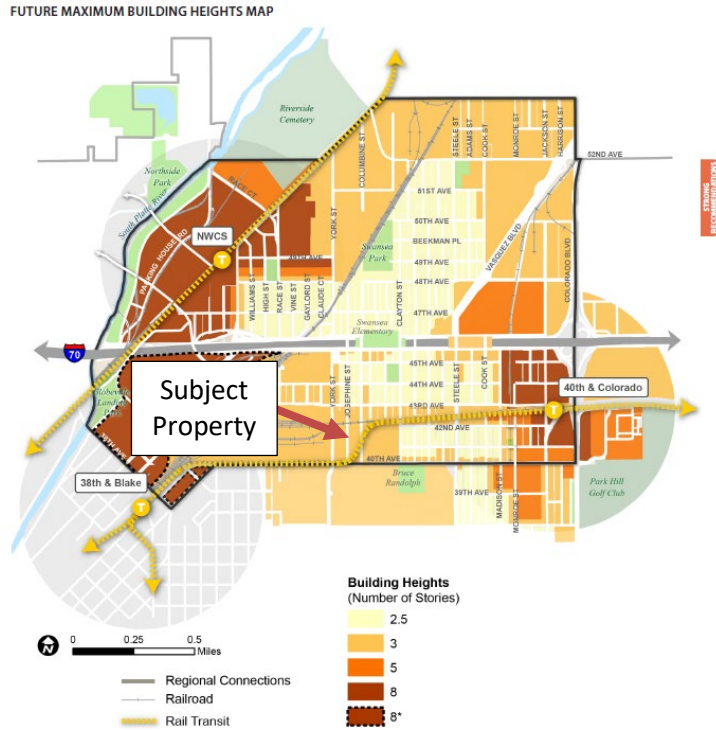 FUTURE MAXIMUM BUILDING HEIGHTS MAP
STRONG
RECOMMENDATIONS
Riverside
Cemetery
Northside
Park
South Platte River
RACE CT
COLUMBINE ST
STEELE ST
ADAMS ST
COOK ST
MONROE ST
JACKSON ST
HARRISON ST
52ND AVE
51ST AVE
50TH AVE
BEEKMAN PL
49TH AVE
48TH AVE
47TH AVE
NWCS
PACKING HOUSE RD
49TH AVE
YORK ST
Swansea
Park
CLAYTON ST
VASQUEZ BLVD
COLORADO BLVD
WILLIAMS ST
HIGH ST
RACE ST
VINE ST
GAYLORD ST
CLAUDE CT
Swansea
Elementary
70
46TH AVE
44TH AVE
43RD AVE
42ND AVE
40TH AVE
39TH AVE
YORK ST
JOSEPHINE ST
STEELE ST
COOK ST
MADISON ST
MONROE ST
40th & Colorado
T
Subject
Property
38th & Blake
T
T
Bruce
Randolph
Park Hill
Golf Club
Building Heights
(Number of Stories)
2.5
3
5
8
8*
0 0.25 0.5
Miles
Regional Connections
Railroad
Rail Transit